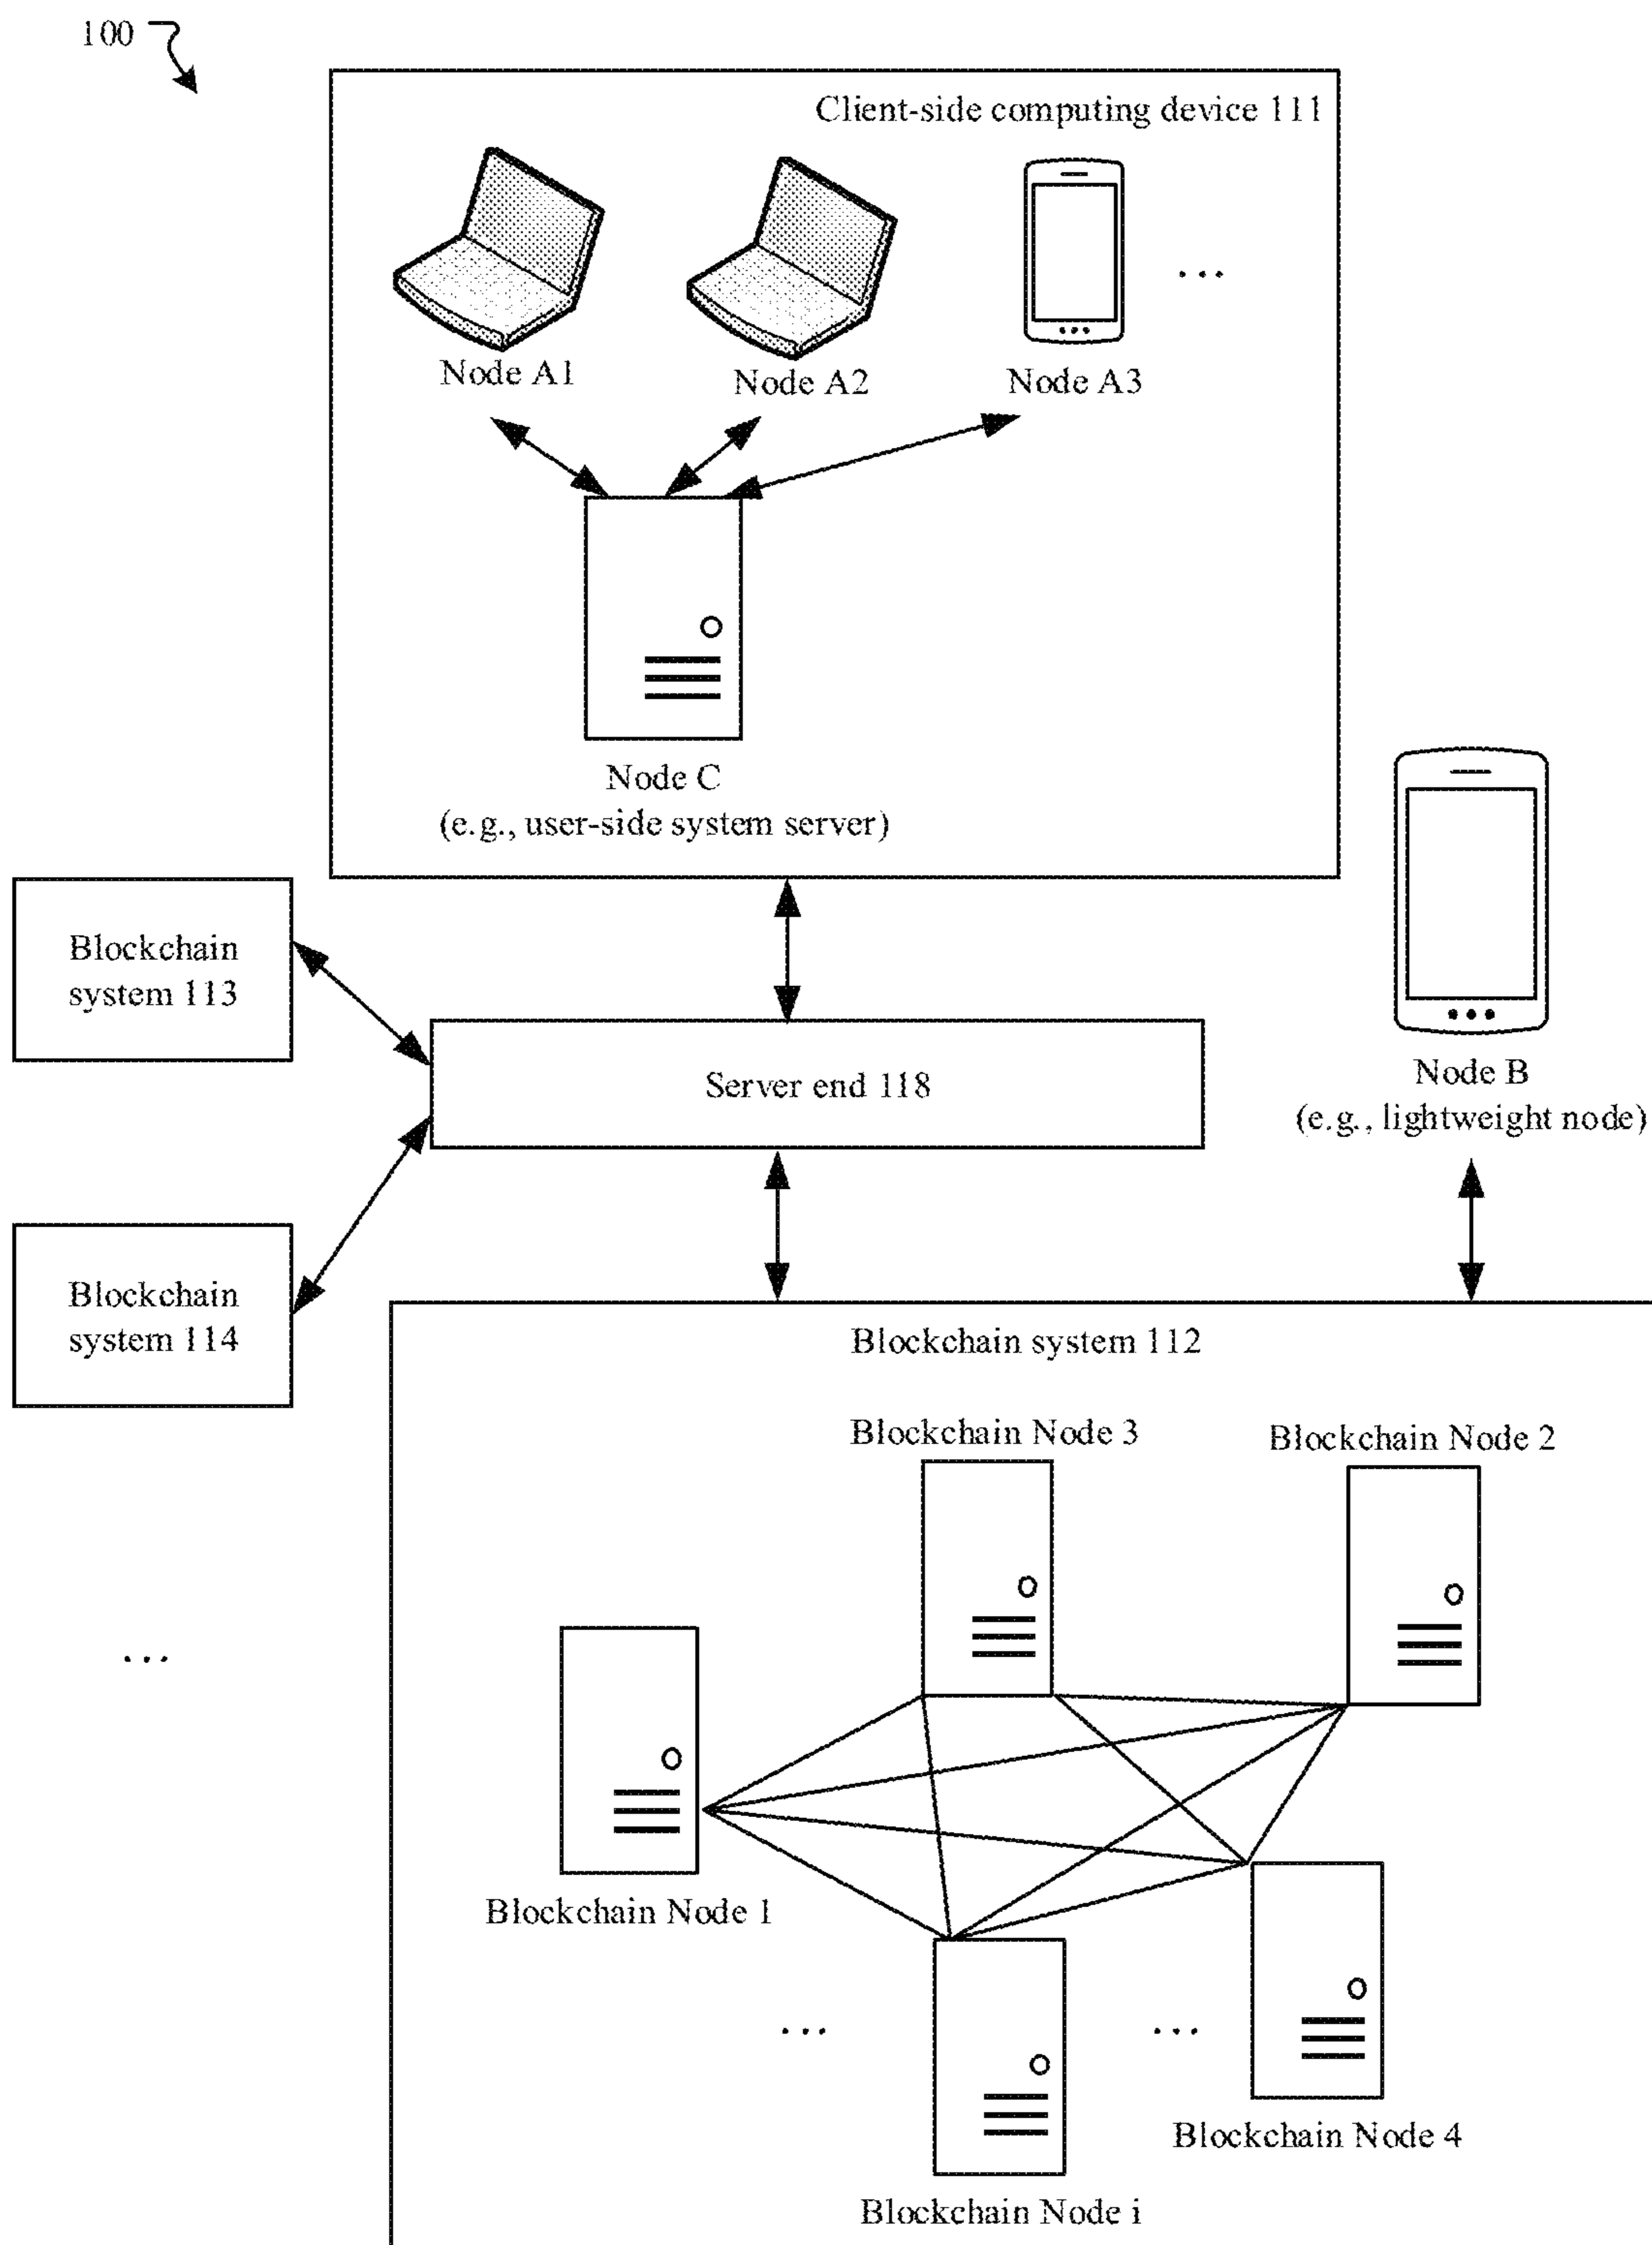 100
Client-side computing device 111
...
Node A1
Node A2
Node A3
Node C
(e.g., user-side system server)
Blockchain
system 113
Server end 118
Node B
(e.g., lightweight node)
Blockchain
system 114
Blockchain system 112
Blockchain Node 3
Blockchain Node 2
...
Blockchain Node 1
...
...
Blockchain Node 4
Blockchain Node i